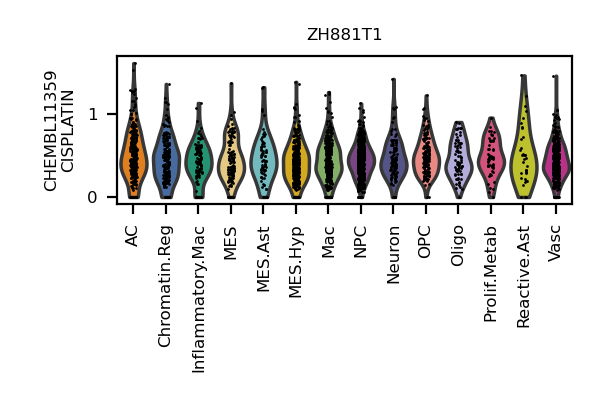 ZH881T1
CHEMBL11359
CISPLATIN
1
0
AC
Chromatin.Reg
Inflammatory.Mac
MES
MES.Ast
MES.Hyp
Mac
NPC
Neuron
OPC
Oligo
Prolif.Metab
Reactive.Ast
Vasc